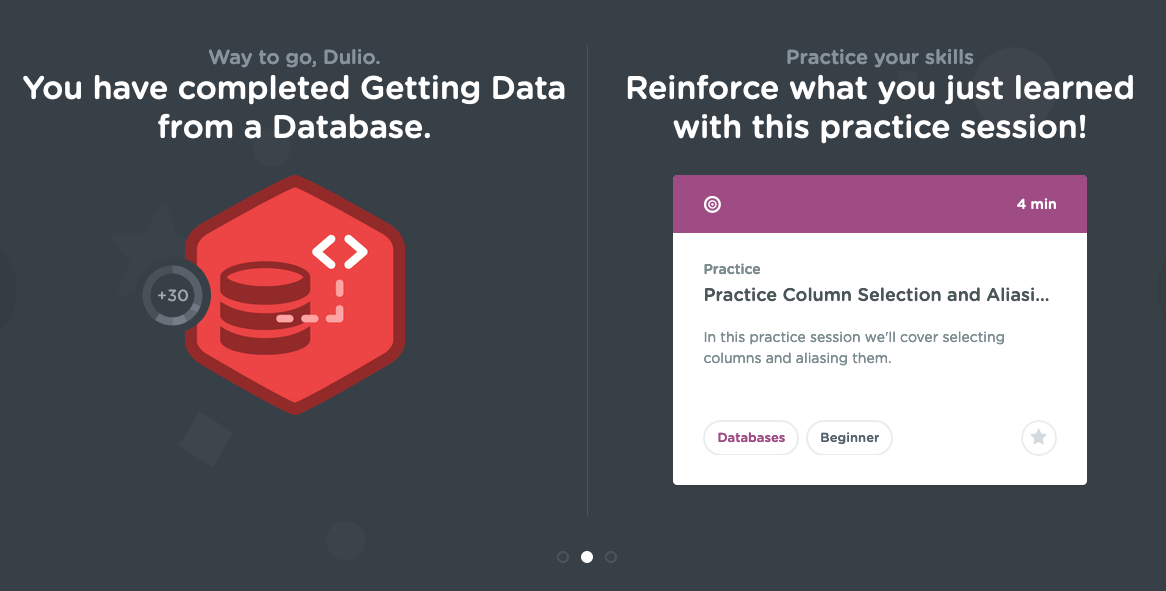 Way to go, Dulio.
You have completed Getting Data
from a Database.
+30
Practice your skills
Reinforce what you just learned
with this practice session!
4 min
Practice
Practice Column Selection and Aliasi...
In this practice session we'll cover selecting
columns and aliasing them.
Databases
Beginner